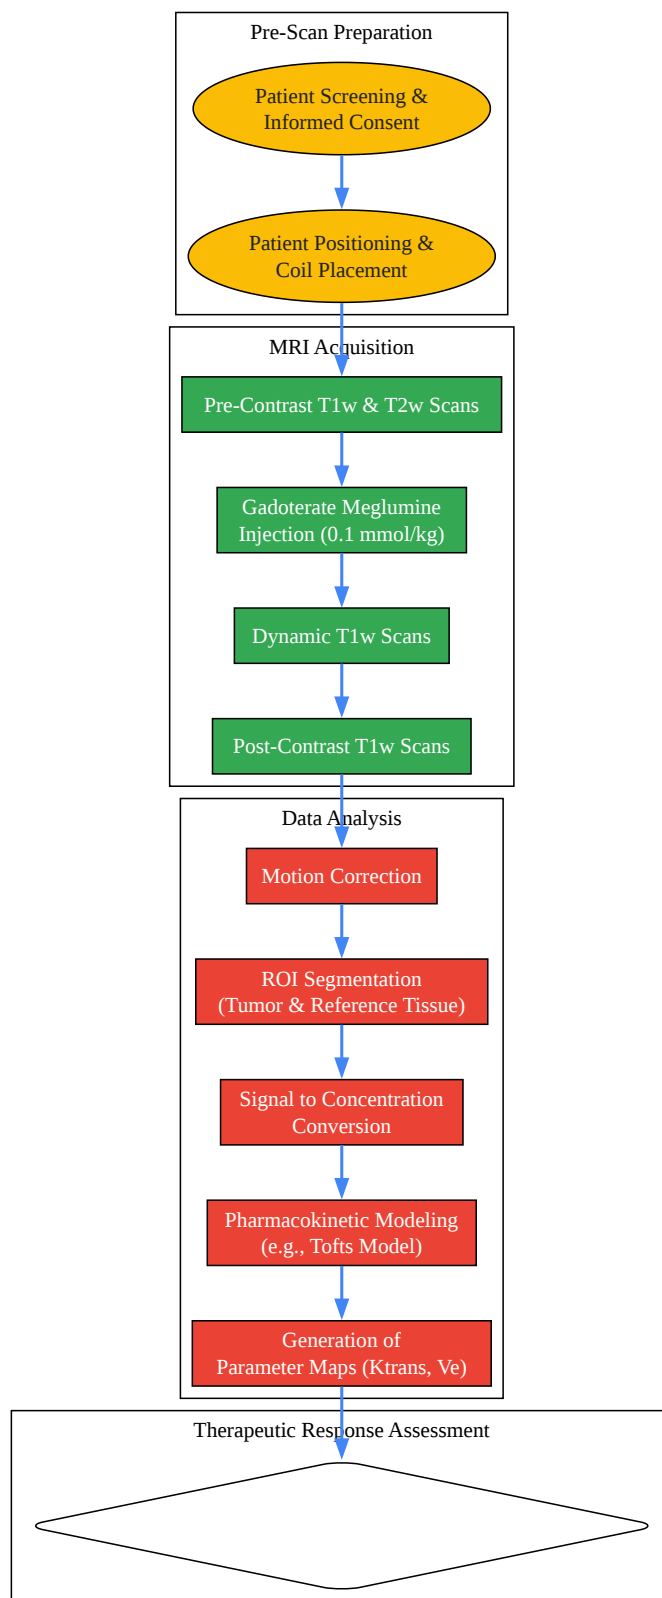 Pre-Scan Preparation
Patient Screening &
Informed Consent
Patient Positioning &
Coil Placement
MRI Acquisition
Pre-Contrast T1w & T2w Scans
Gadoterate Meglumine
Injection (0.1 mmol/kg)
Dynamic T1w Scans
Post-Contrast T1w Scans
Data Analysis
Motion Correction
ROI Segmentation
(Tumor & Reference Tissue)
Signal to Concentration
Conversion
Pharmacokinetic Modeling
(e.g., Tofts Model)
Generation of
Parameter Maps (Ktrans, Ve)
Therapeutic Response Assessment